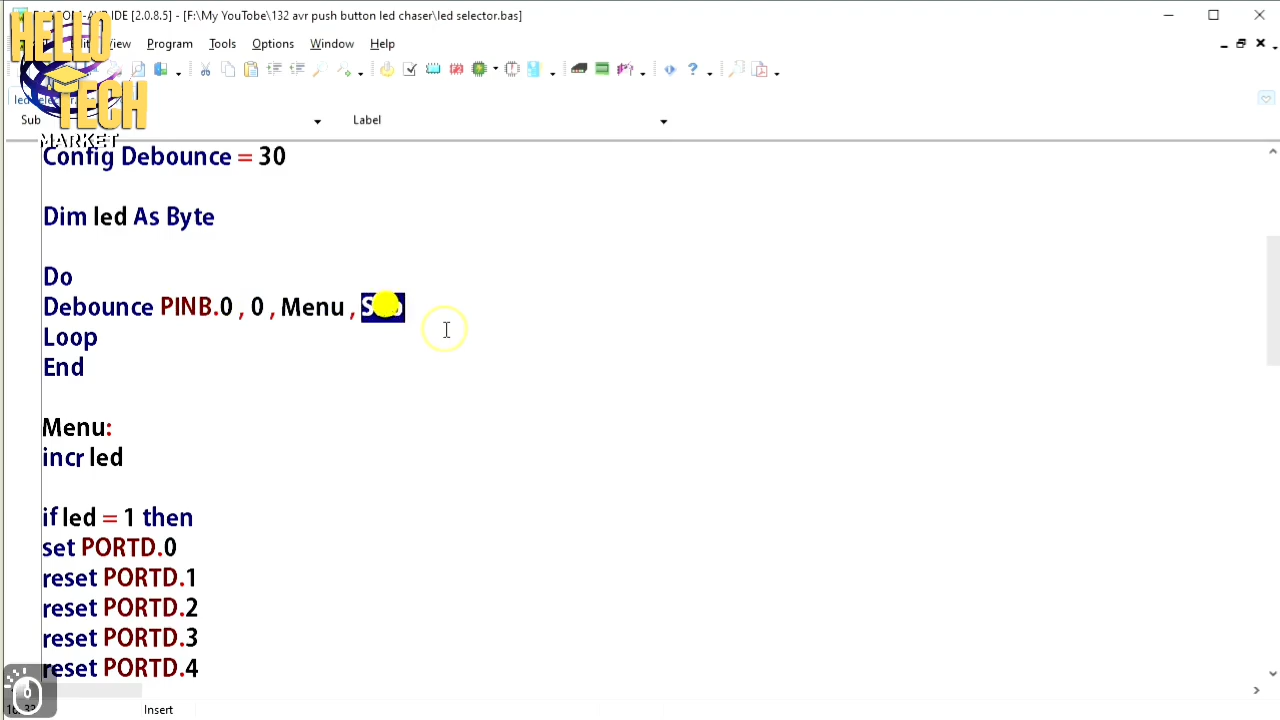 AVR IDE [2.0.8.5] - [F:\My YouTube\132 avr push button led chaser\led selector.bas]
View Program Tools Options Window Help
HELLO
TECH
MARKET
Sub Label
Config Debounce = 30
Dim led As Byte
Do
Debounce PINB.0 , 0 , Menu , Sub
Loop
End
Menu:
incr led
if led = 1 then
set PORTD.0
reset PORTD.1
reset PORTD.2
reset PORTD.3
reset PORTD.4
Insert